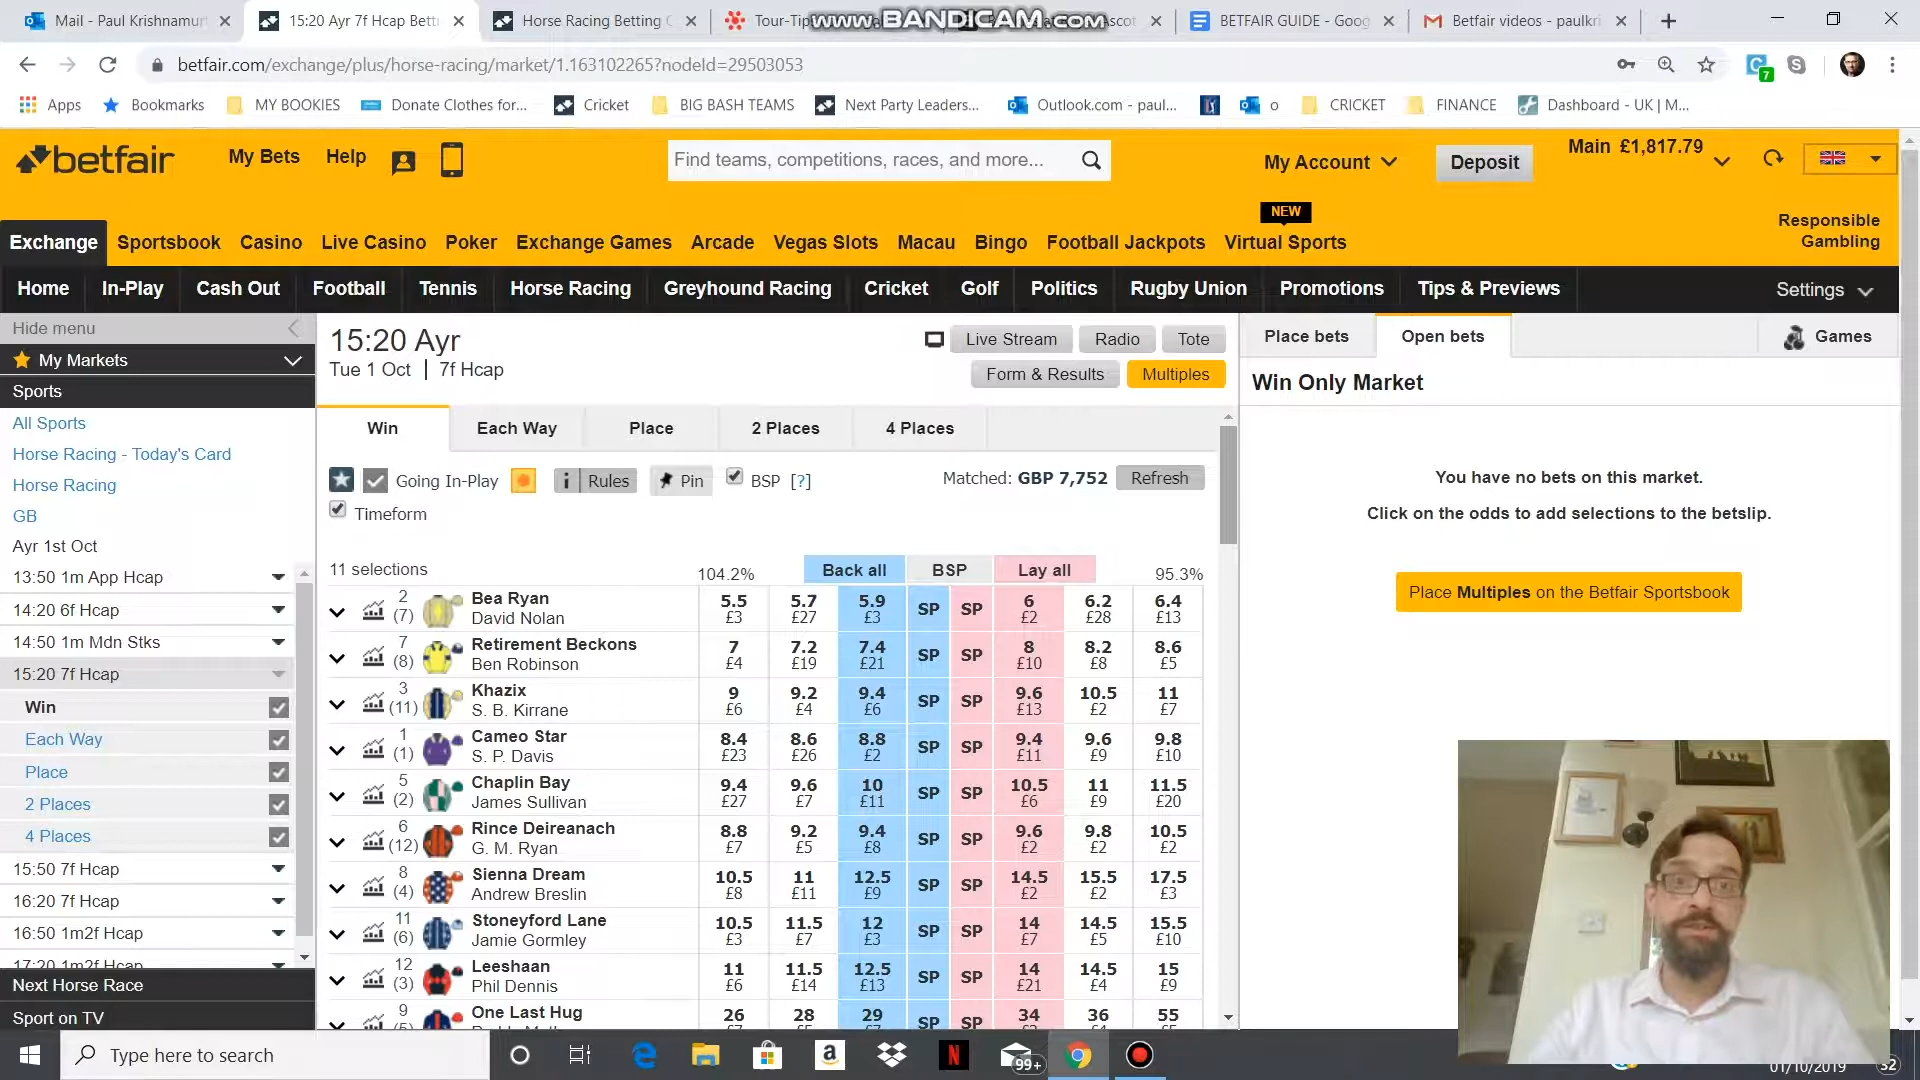 Paul Krishnamur
15:20 Ayr 7f Hcap Bett
Horse Racing Betting
Tour-Tip
Ascot
BETFAIR GUIDE - Goog
Betfair videos - paulkri
www.BANDICAM.com
betfair.com/exchange/plus/horse-racing/market/1.163102265?nodeId=29503053
7
Apps
Bookmarks
MY BOOKIES
Donate Clothes for...
Cricket
BIG BASH TEAMS
Next Party Leaders...
Outlook.com - paul...
o
CRICKET
FINANCE
Dashboard - UK | M...
betfair
My Bets
Help
Find teams, competitions, races, and more...
My Account
Deposit
Main £1,817.79
NEW
Responsible
Gambling
Exchange
Sportsbook
Casino
Live Casino
Poker
Exchange Games
Arcade
Vegas Slots
Macau
Bingo
Football Jackpots
Virtual Sports
Home
In-Play
Cash Out
Football
Tennis
Horse Racing
Greyhound Racing
Cricket
Golf
Politics
Rugby Union
Promotions
Tips & Previews
Settings
Hide menu
My Markets
Sports
All Sports
Horse Racing - Today's Card
Horse Racing
GB
Ayr 1st Oct
13:50 1m App Hcap
14:20 6f Hcap
14:50 1m Mdn Stks
15:20 7f Hcap
Win
Each Way
Place
2 Places
4 Places
15:50 7f Hcap
16:20 7f Hcap
16:50 1m2f Hcap
17:20 1m2f Hcap
Next Horse Race
Sport on TV
15:20 Ayr
Tue 1 Oct | 7f Hcap
Live Stream
Radio
Tote
Form & Results
Multiples
Win
Each Way
Place
2 Places
4 Places
Going In-Play
Rules
Pin
BSP [?]
Matched: GBP 7,752
Refresh
Timeform
11 selections
104.2%
Back all
BSP
Lay all
95.3%
2 Bea Ryan 5.5 5.7 5.9 SP SP 6 6.2 6.4
(7) David Nolan £3 £27 £3 £2 £28 £13
7 Retirement Beckons 7 7.2 7.4 SP SP 8 8.2 8.6
(8) Ben Robinson £4 £19 £21 £10 £8 £5
3 Khazix 9 9.2 9.4 SP SP 9.6 10.5 11
(11) S. B. Kirrane £6 £4 £6 £13 £2 £7
1 Cameo Star 8.4 8.6 8.8 SP SP 9.4 9.6 9.8
(1) S. P. Davis £23 £26 £2 £11 £9 £10
5 Chaplin Bay 9.4 9.6 10 SP SP 10.5 11 11.5
(2) James Sullivan £27 £7 £11 £6 £9 £20
6 Rince Deireanach 8.8 9.2 9.4 SP SP 9.6 9.8 10.5
(12) G. M. Ryan £7 £5 £8 £2 £2 £2
8 Sienna Dream 10.5 11 12.5 SP SP 14.5 15.5 17.5
(4) Andrew Breslin £8 £11 £9 £2 £2 £3
11 Stoneyford Lane 10.5 11.5 12 SP SP 14 14.5 15.5
(6) Jamie Gormley £3 £7 £3 £7 £5 £10
12 Leeshaan 11 11.5 12.5 SP SP 14 14.5 15
(3) Phil Dennis £6 £14 £13 £21 £4 £9
9 One Last Hug 26 28 29 SP SP 34 36 55
Place bets
Open bets
Games
Win Only Market
You have no bets on this market.
Click on the odds to add selections to the betslip.
Place Multiples on the Betfair Sportsbook
Type here to search
99+
01/10/2019
32